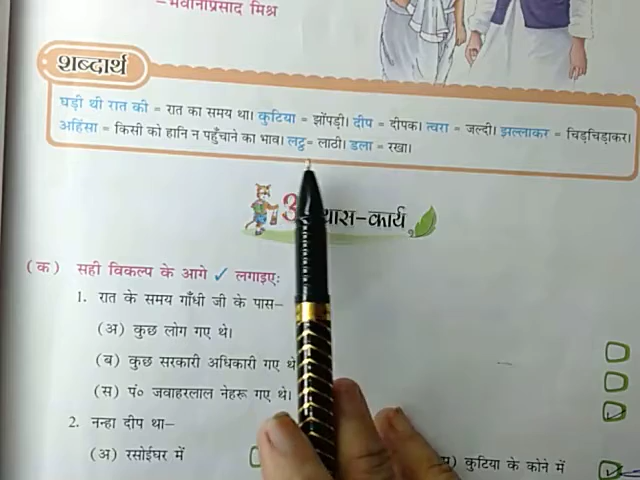 –भवानीप्रसाद मिश्र
शब्दार्थ
घड़ी थी रात की = रात का समय था। कुटिया = झोंपड़ी। दीप = दीपक। त्वरा = जल्दी। झल्लाकर = चिड़चिड़ाकर।
अहिंसा = किसी को हानि न पहुँचाने का भाव। लट्ठ = लाठी। डला = रखा।
कार्य
(क) सही विकल्प के आगे ✓ लगाइए:
1. रात के समय गाँधी जी के पास–
(अ) कुछ लोग गए थे।
(ब) कुछ सरकारी अधिकारी गए थे
(स) पं० जवाहरलाल नेहरू गए थे।
2. नन्हा दीप था–
(अ) रसोईघर में
कुटिया के कोने में